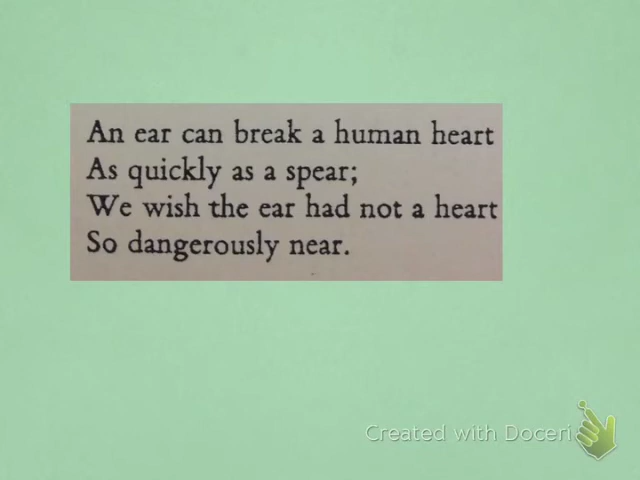 An ear can break a human heart
As quickly as a spear;
We wish the ear had not a heart
So dangerously near.
Created with Doceri